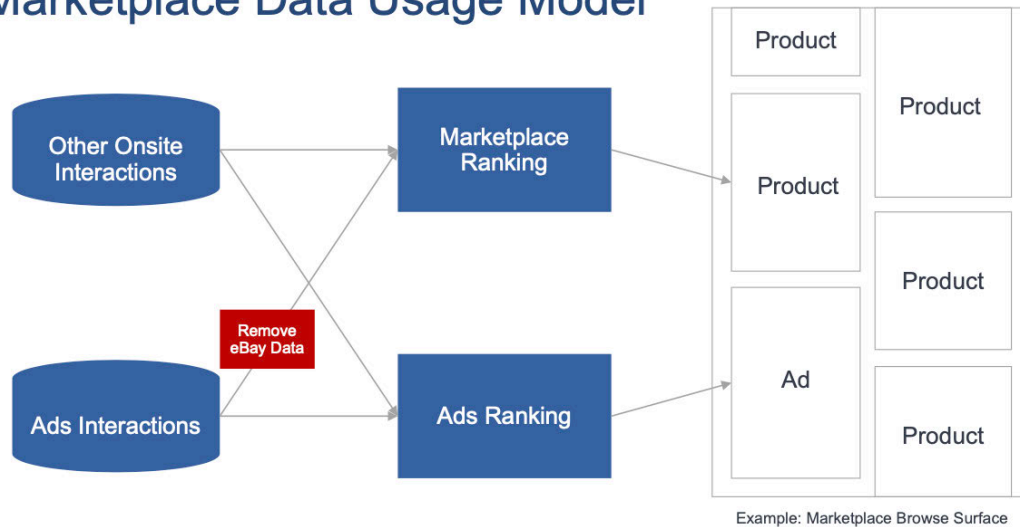 Marketplace Data Usage Model
Other Onsite
Interactions
Marketplace
Ranking
Remove
eBay Data
Ads Interactions
Ads Ranking
Product
Product
Product
Product
Ad
Product
Example: Marketplace Browse Surface